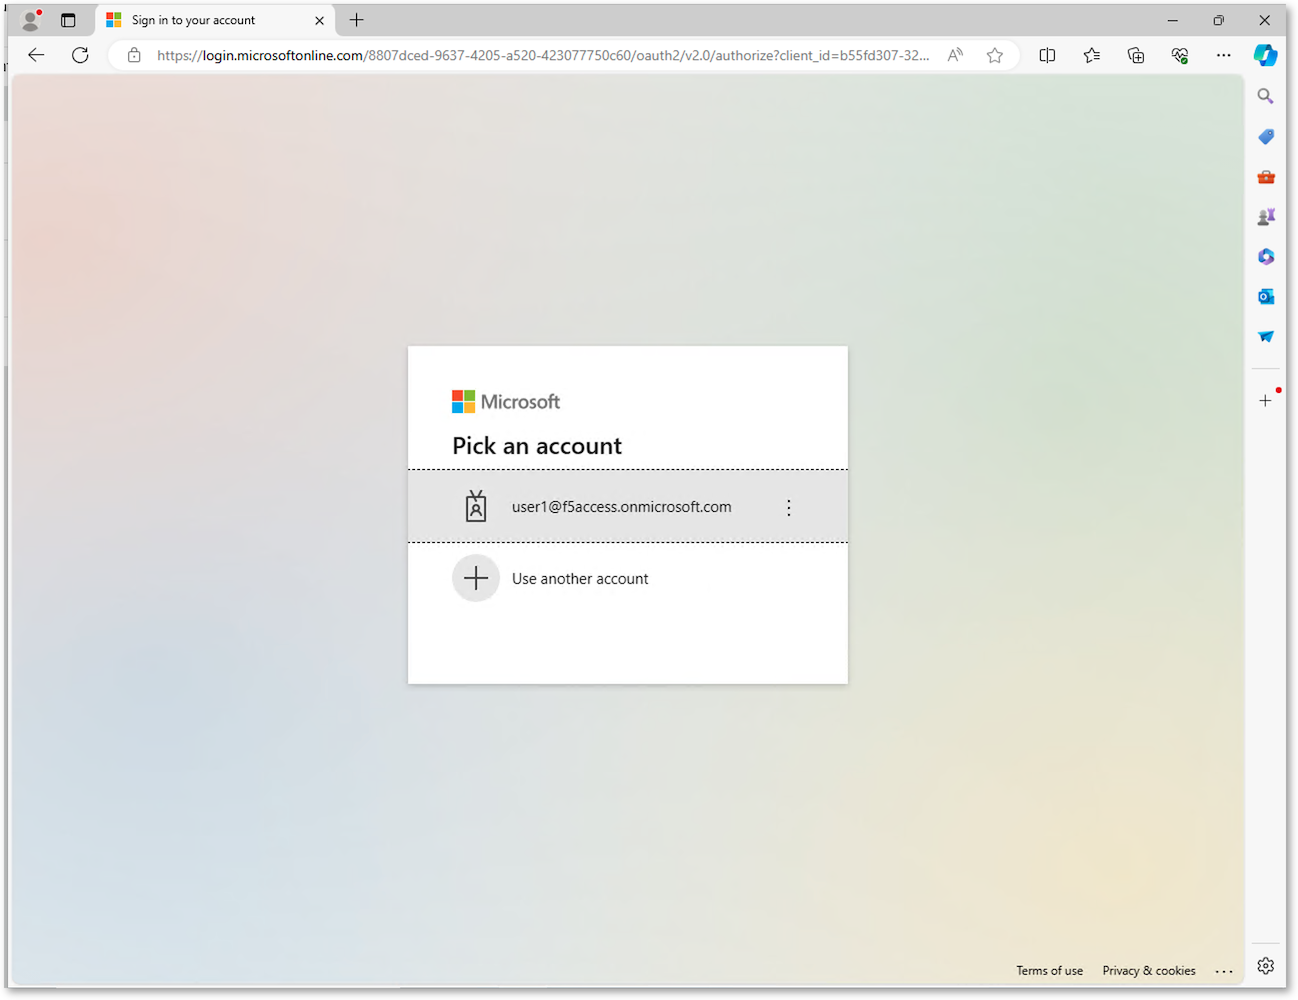 Sign in to your account
https://login.microsoftonline.com/8807dced-9637-4205-a520-423077750c60/oauth2/v2.0/authorize?client_id=b55fd307-32...
Microsoft
Pick an account
user1@f5access.onmicrosoft.com
Use another account
Terms of use Privacy & cookies ...